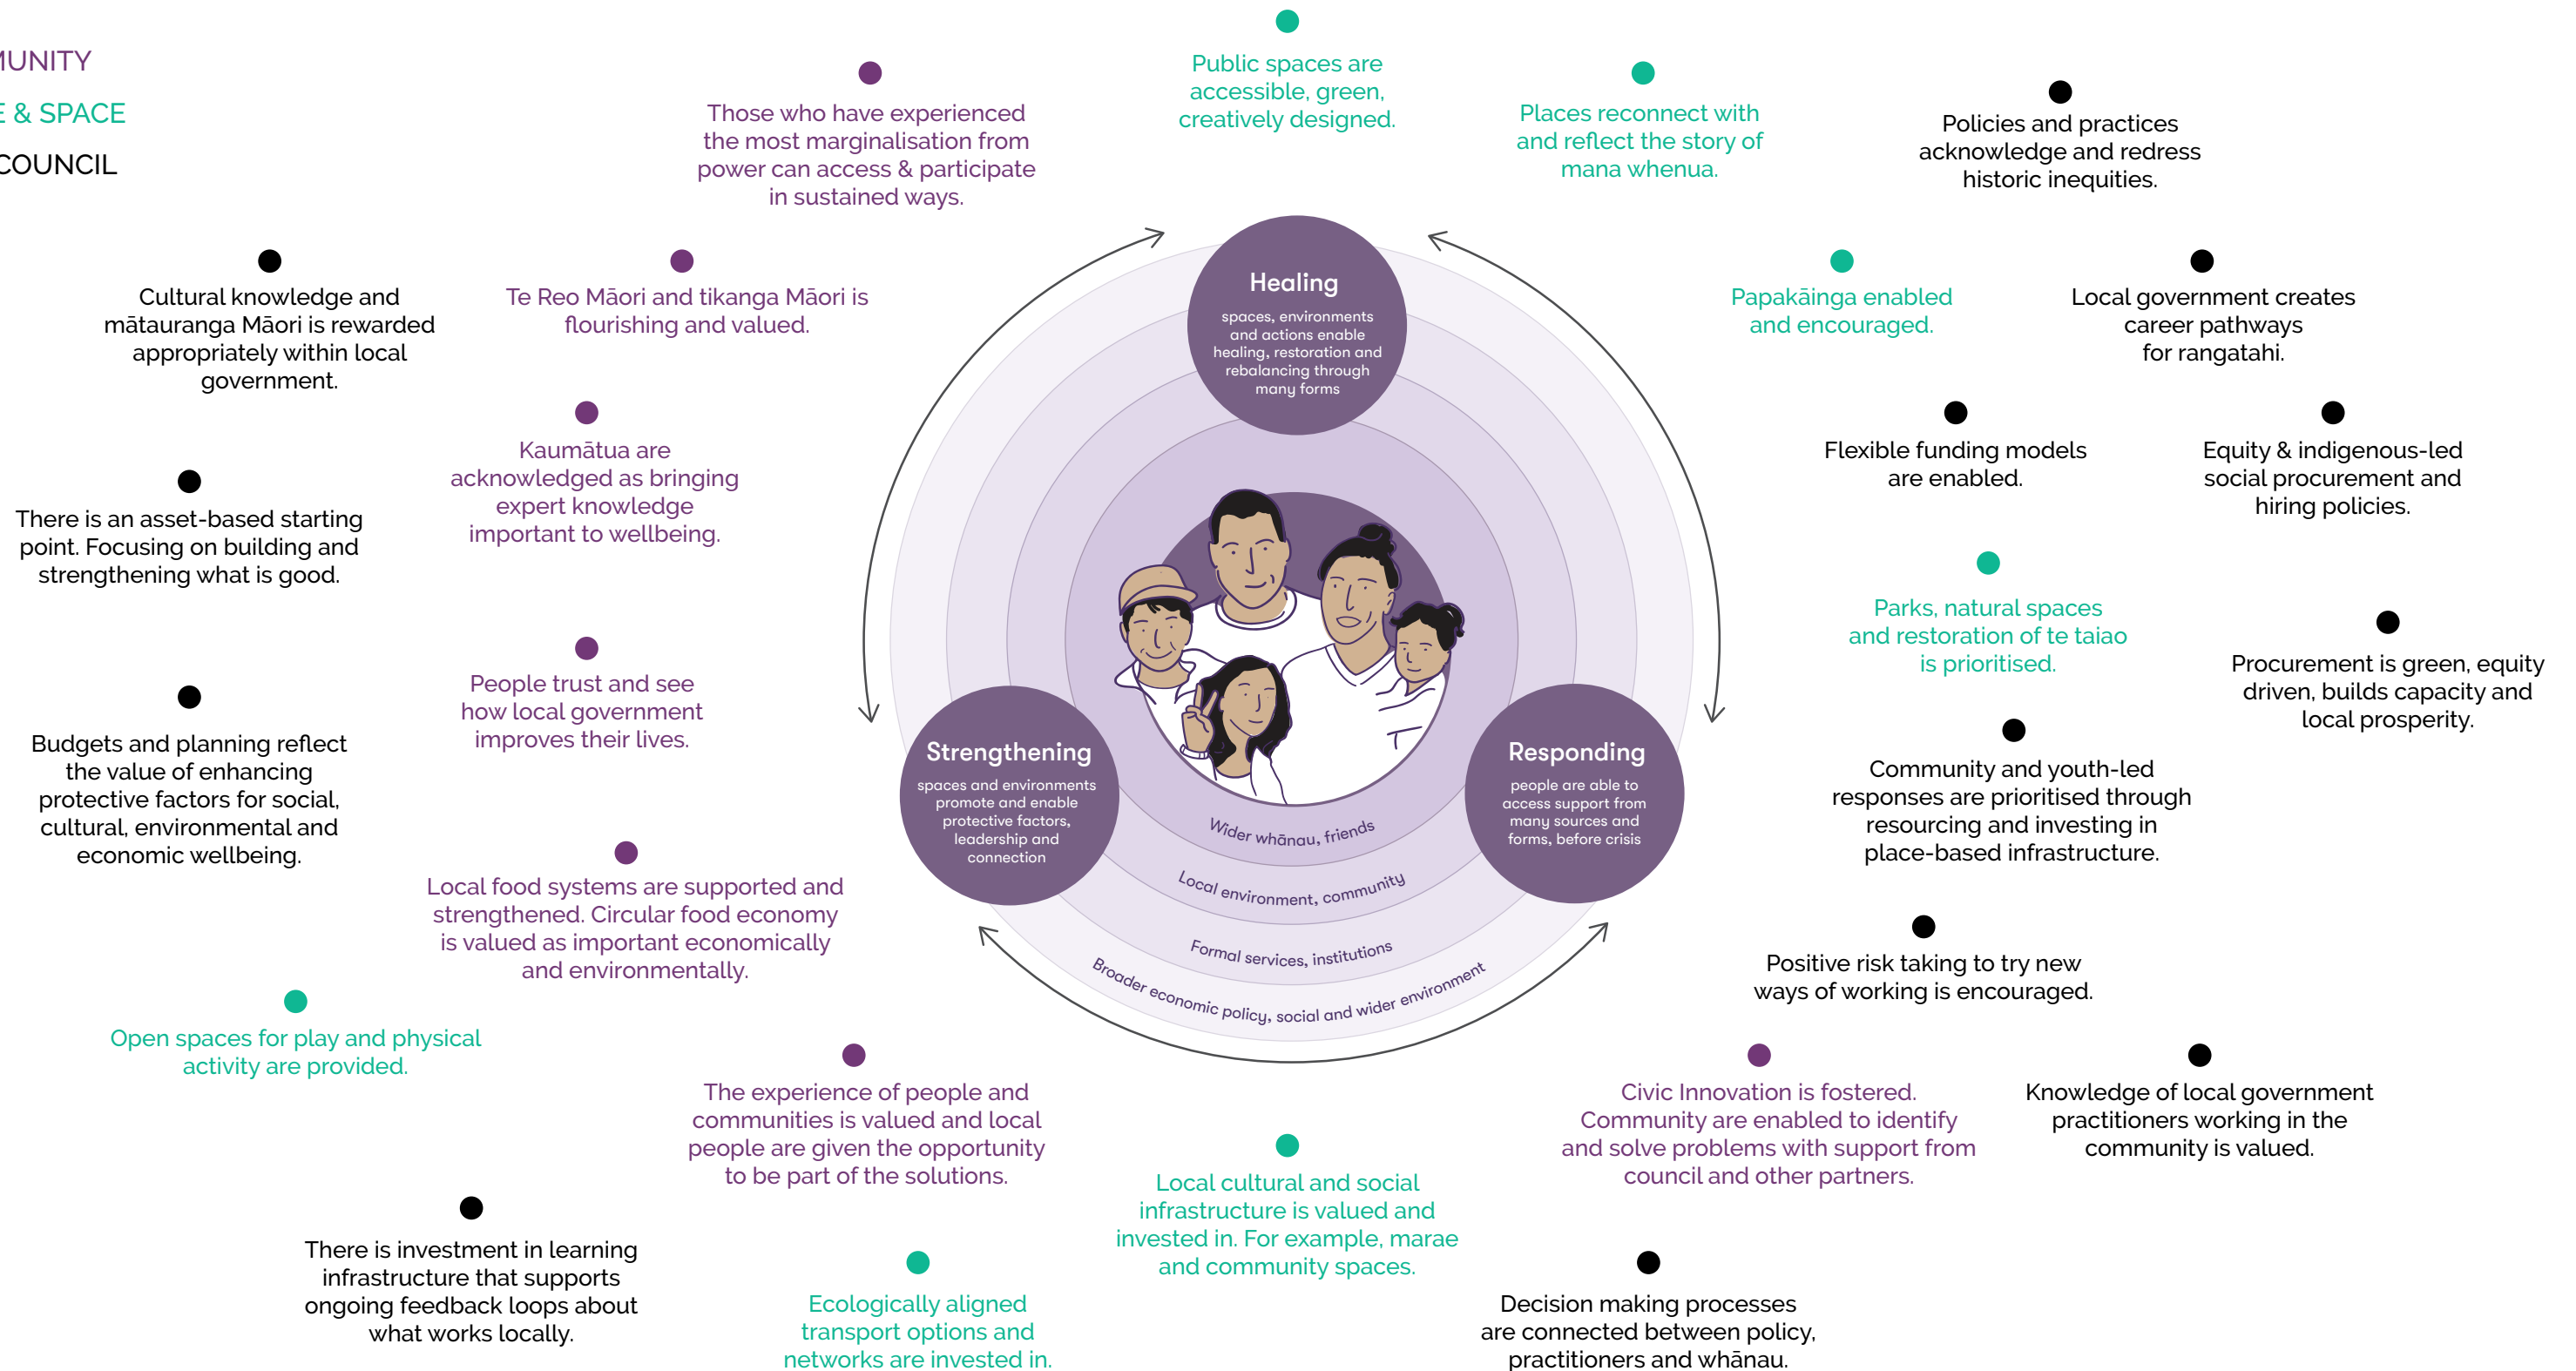 MUNITY
E & SPACE
COUNCIL
Public spaces are
accessible, green,
creatively designed.
Those who have experienced
the most marginalisation from
power can access & participate
in sustained ways.
Places reconnect with
and reflect the story of
mana whenua.
Policies and practices
acknowledge and redress
historic inequities.
Cultural knowledge and
mātauranga Māori is rewarded
appropriately within local
government.
Te Reo Māori and tikanga Māori is
flourishing and valued.
Papakāinga enabled
and encouraged.
Local government creates
career pathways
for rangatahi.
Kaumātua are
acknowledged as bringing
expert knowledge
important to wellbeing.
Flexible funding models
are enabled.
Equity & indigenous-led
social procurement and
hiring policies.
There is an asset-based starting
point. Focusing on building and
strengthening what is good.
Parks, natural spaces
and restoration of te taiao
is prioritised.
People trust and see
how local government
improves their lives.
Procurement is green, equity
driven, builds capacity and
local prosperity.
Budgets and planning reflect
the value of enhancing
protective factors for social,
cultural, environmental and
economic wellbeing.
Community and youth-led
responses are prioritised through
resourcing and investing in
place-based infrastructure.
Healing
spaces, environments
and actions enable
healing, restoration and
rebalancing through
many forms
Strengthening
spaces and environments
promote and enable
protective factors,
leadership and
connection
Responding
people are able to
access support from
many sources and
forms, before crisis
Wider whānau, friends
Local environment, community
Formal services, institutions
Broader economic policy, social and wider environment
Local food systems are supported and
strengthened. Circular food economy
is valued as important economically
and environmentally.
Positive risk taking to try new
ways of working is encouraged.
Open spaces for play and physical
activity are provided.
The experience of people and
communities is valued and local
people are given the opportunity
to be part of the solutions.
Civic Innovation is fostered.
Community are enabled to identify
and solve problems with support from
council and other partners.
Knowledge of local government
practitioners working in the
community is valued.
Local cultural and social
infrastructure is valued and
invested in. For example, marae
and community spaces.
There is investment in learning
infrastructure that supports
ongoing feedback loops about
what works locally.
Ecologically aligned
transport options and
networks are invested in.
Decision making processes
are connected between policy,
practitioners and whānau.